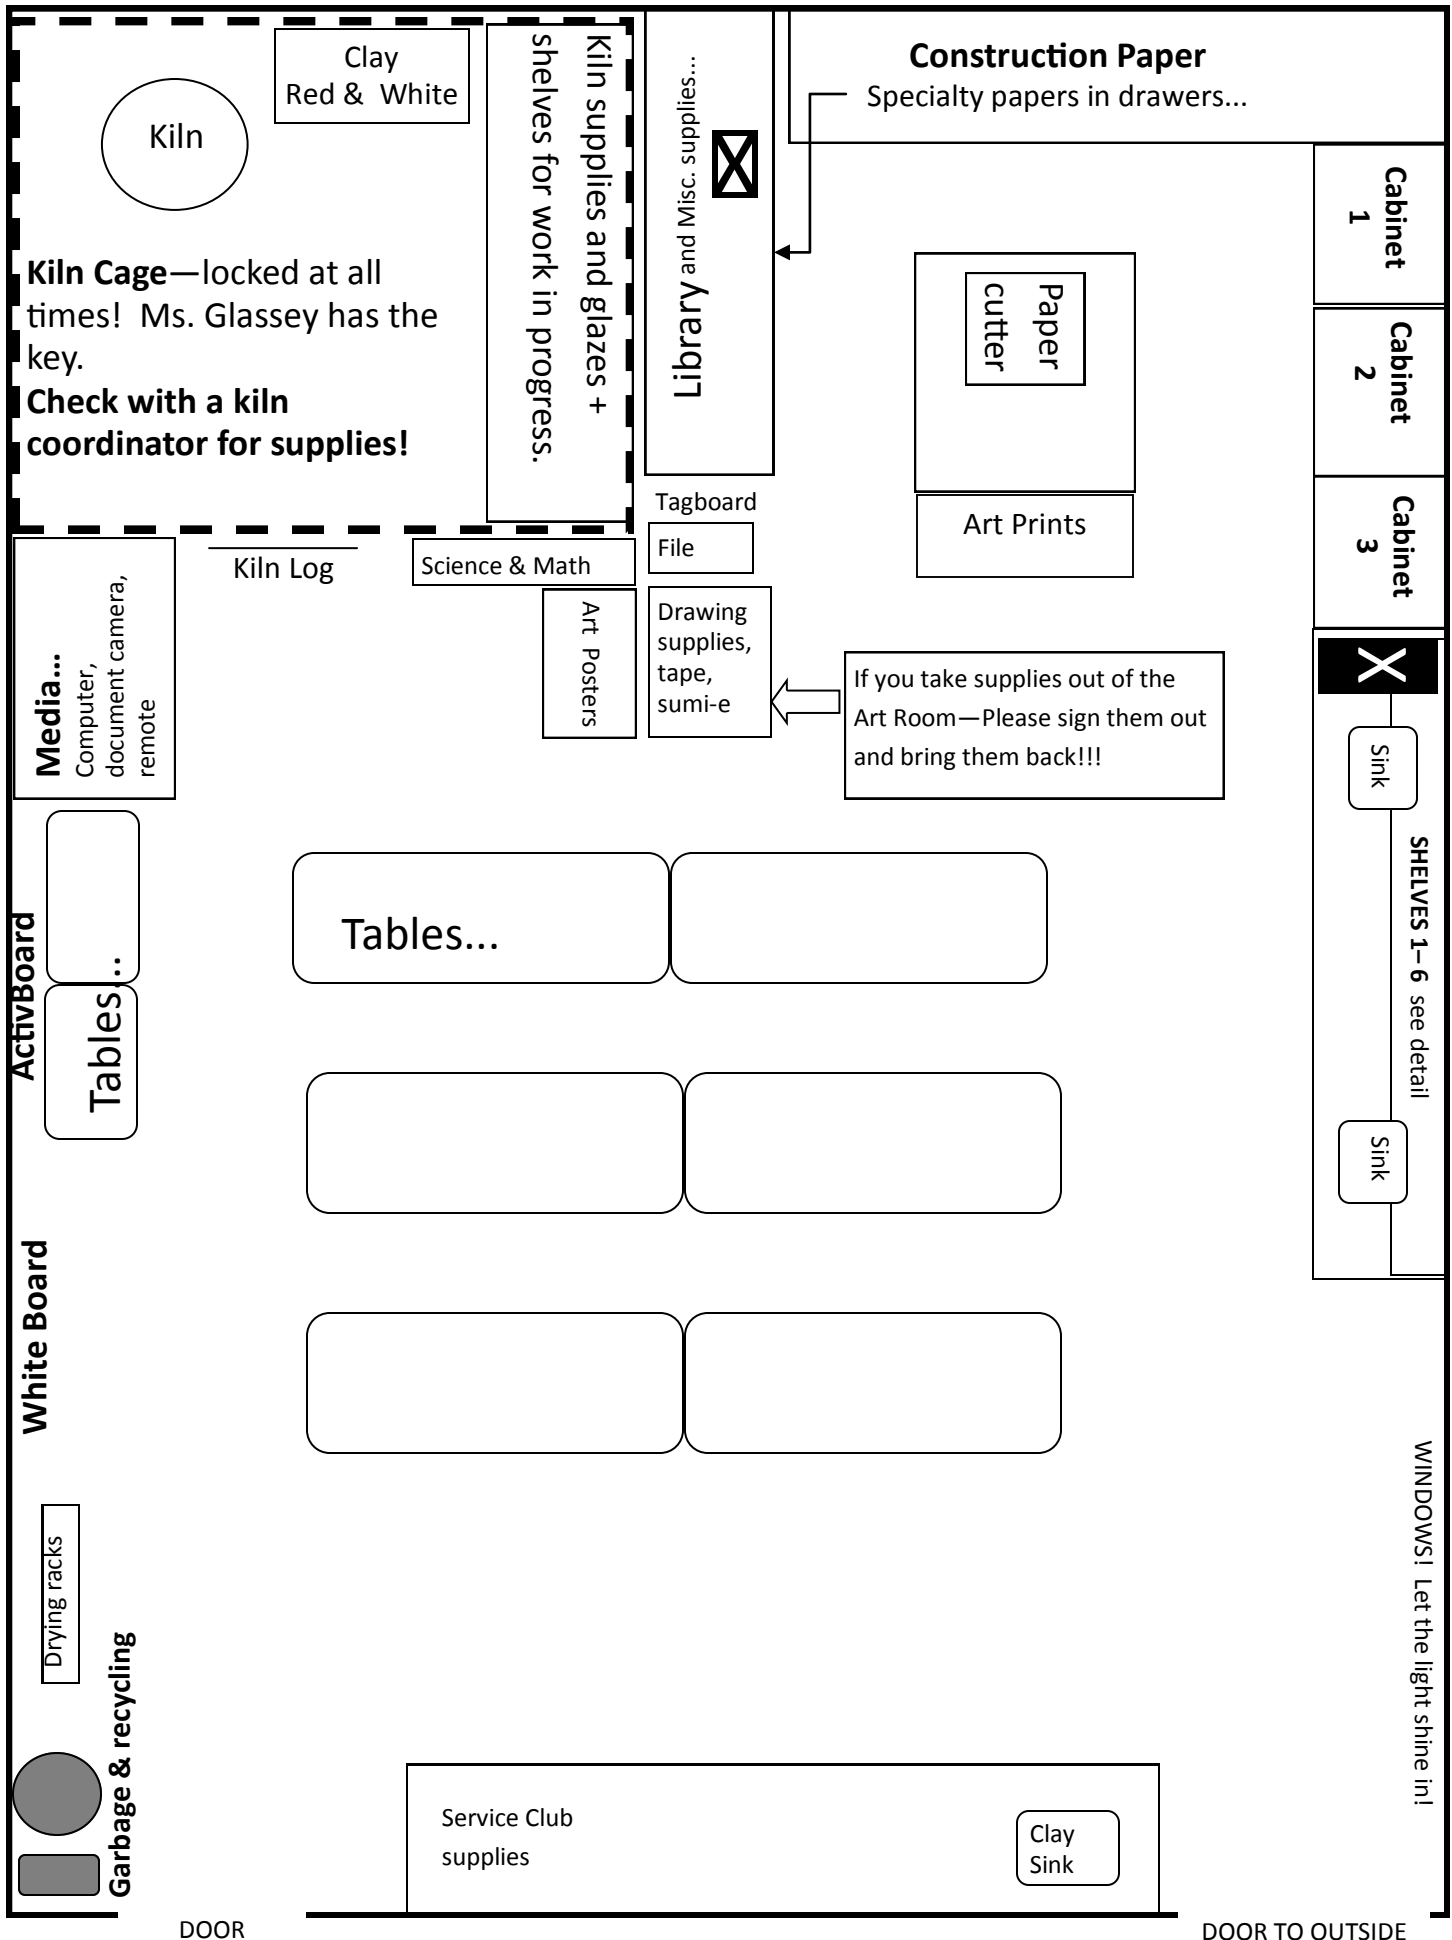 Clay
Red & White
Kiln
Kiln Cage—locked at all
times! Ms. Glassey has the
key.
Check with a kiln
coordinator for supplies!
Kiln supplies and glazes +
shelves for work in progress.
Library and Misc. supplies...
X
Construction Paper
Specialty papers in drawers...
Cabinet
1
Cabinet
2
Cabinet
3
Paper
cutter
Art Prints
Tagboard
File
Kiln Log
Science & Math
Art Posters
Drawing
supplies,
tape,
sumi-e
If you take supplies out of the
Art Room—Please sign them out
and bring them back!!!
Media...
Computer,
document camera,
remote
X
Sink
SHELVES 1– 6 see detail
Sink
ActivBoard
Tables...
Tables...
White Board
WINDOWS! Let the light shine in!
Drying racks
Garbage & recycling
Service Club
supplies
Clay
Sink
DOOR
DOOR TO OUTSIDE